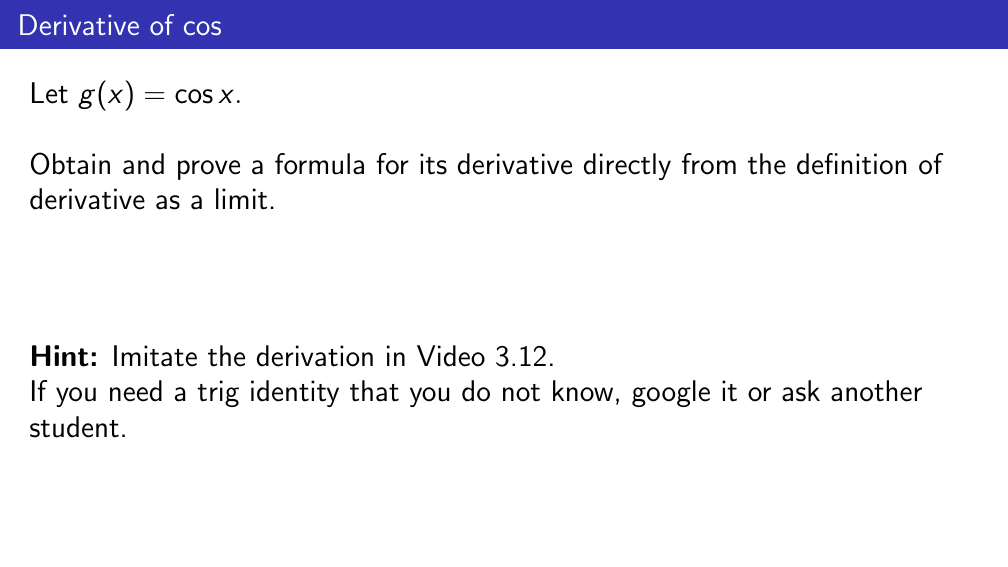 Derivative of cos
Let g(x) = cos x.
Obtain and prove a formula for its derivative directly from the definition of
derivative as a limit.
Hint: Imitate the derivation in Video 3.12.
If you need a trig identity that you do not know, google it or ask another
student.